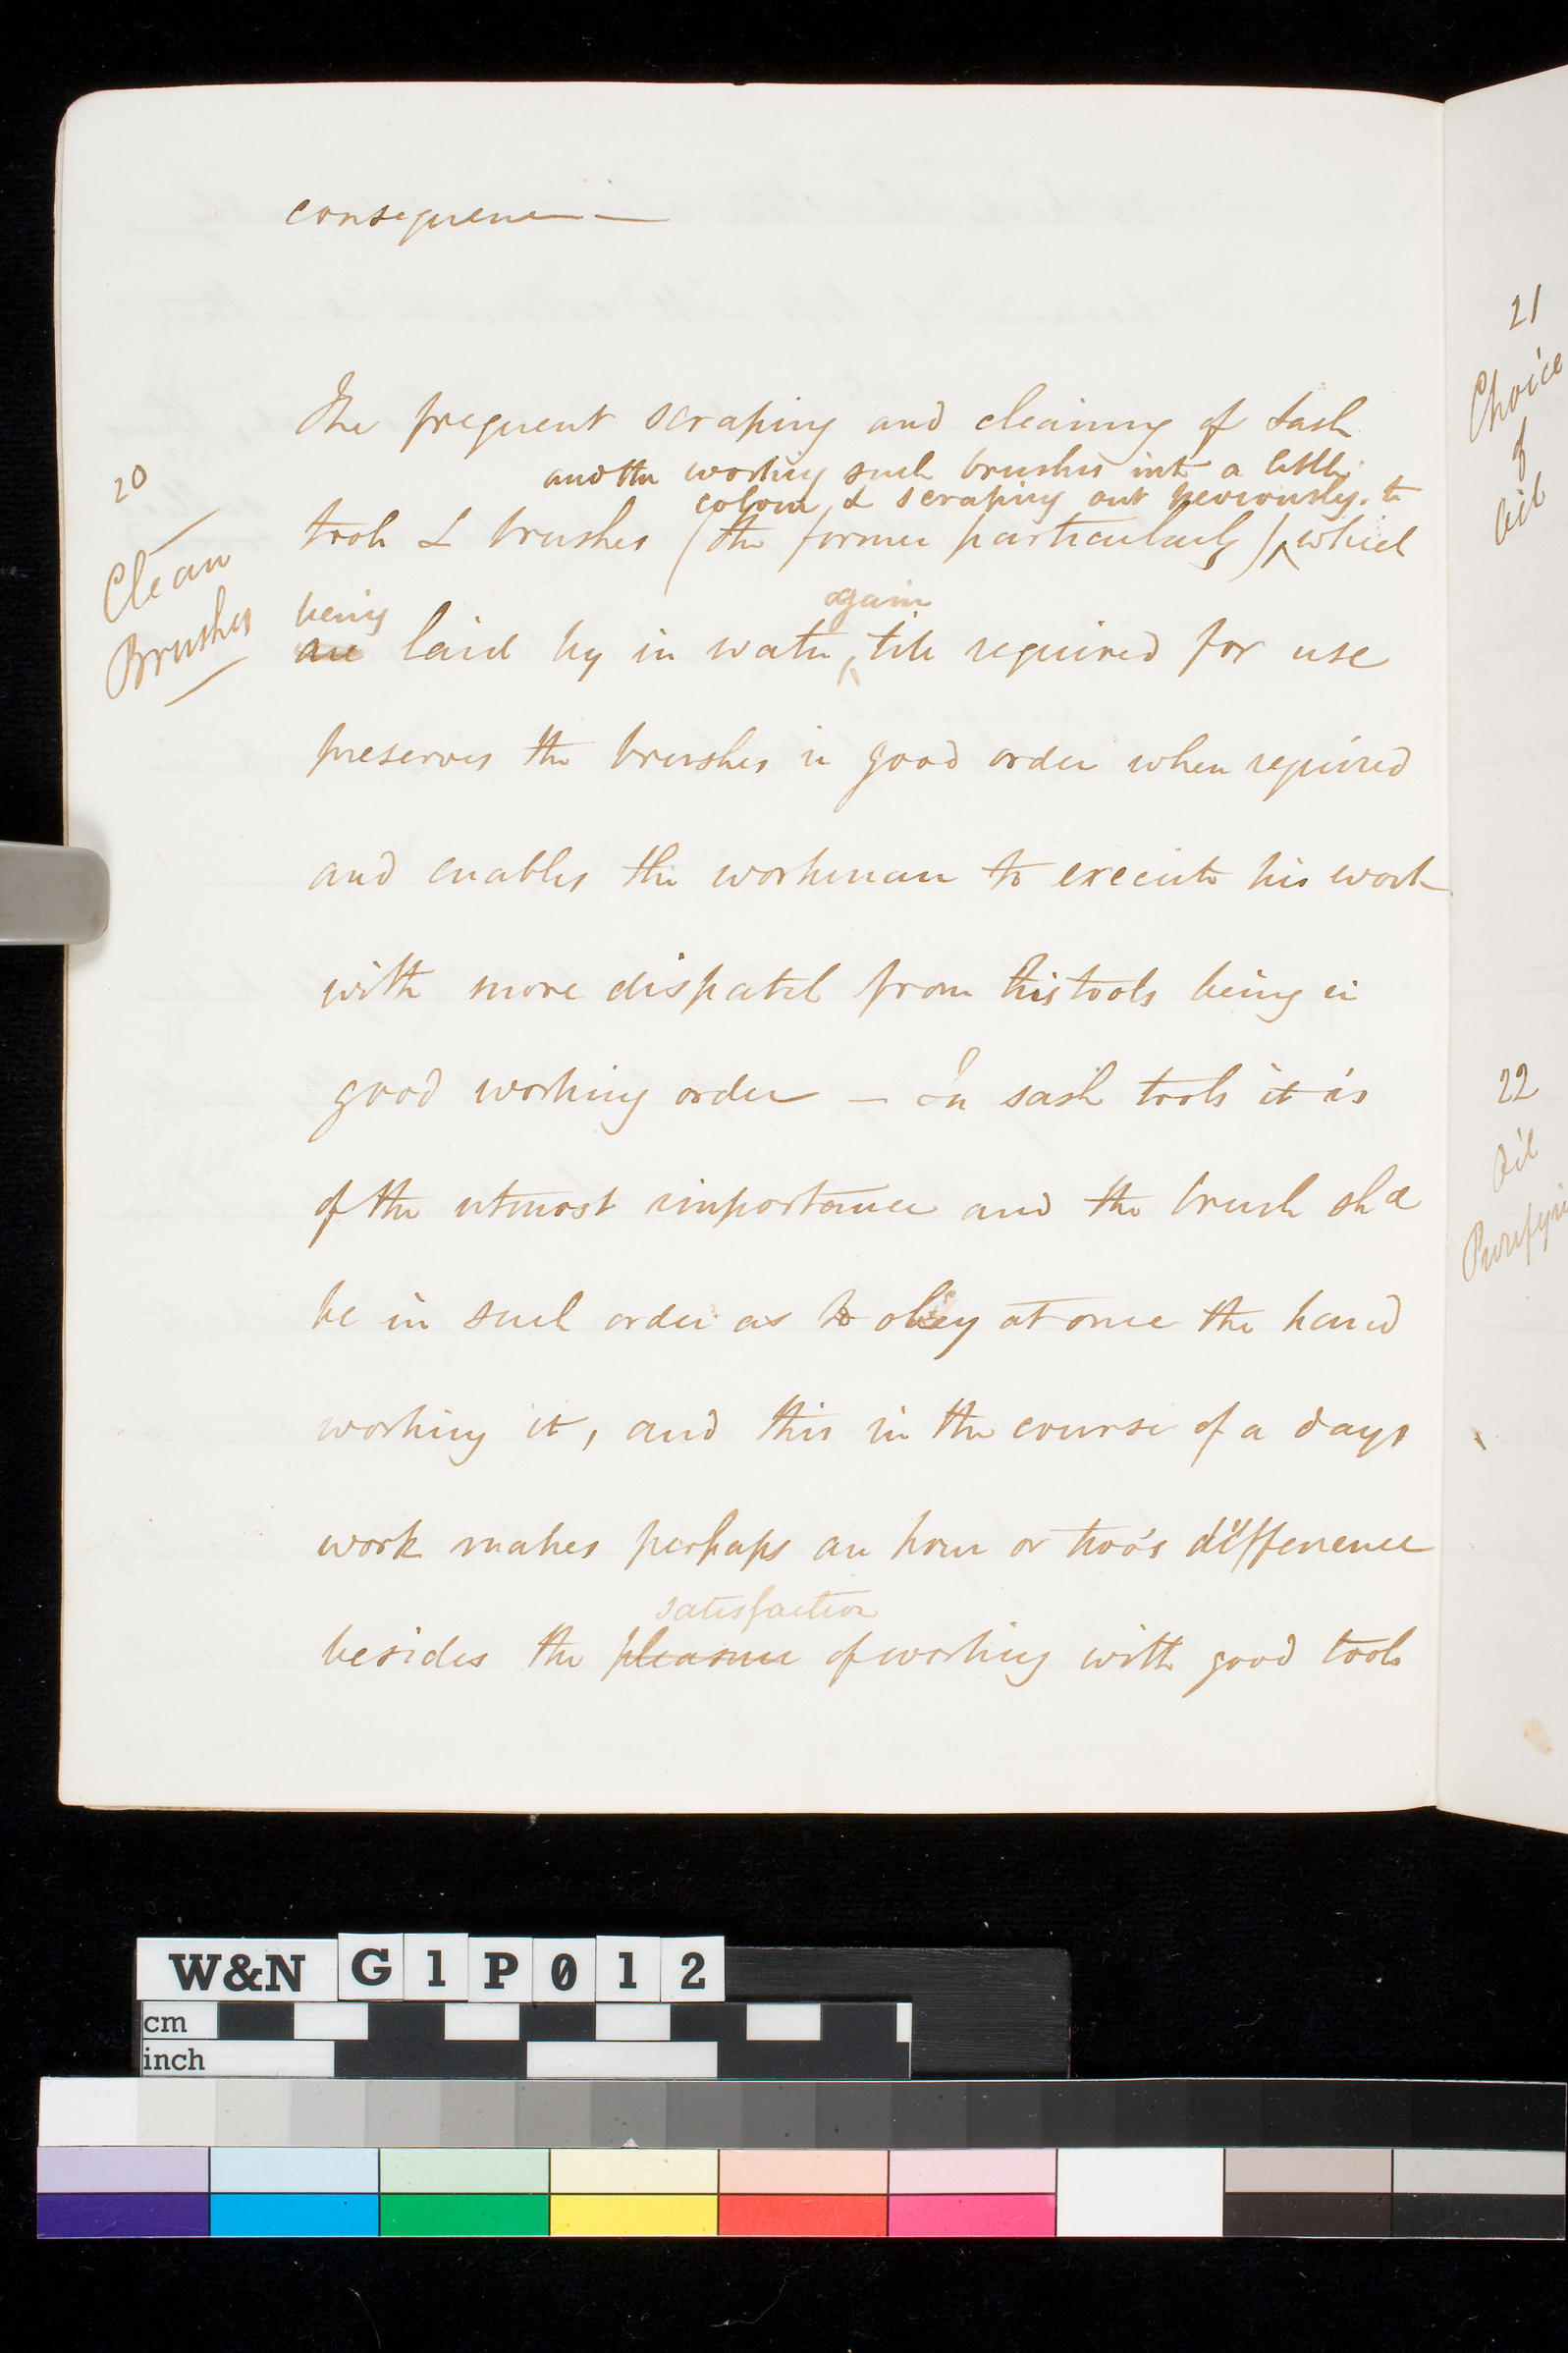 consequence —
The frequent scraping and cleaning of sash
and the working such brushes into a little
colour & scraping out previously. to
tools & brushes (the former particularly) which
20
Clean
Brushes
being
again
are laid by in water, till required for use
preserves the brushes in good order when required
and enables the workman to execute his work
with more dispatch from his tools being in
good working order — In sash tools it is
of the utmost importance and the brush shd
be in such order as to obey at once the hand
working it, and this in the course of a days
work makes perhaps an hour or two's difference
satisfaction
besides the pleasure of working with good tools
21
Choice
of
Oil
22
Oil
Purifyi
W&N G1P012
cm
inch